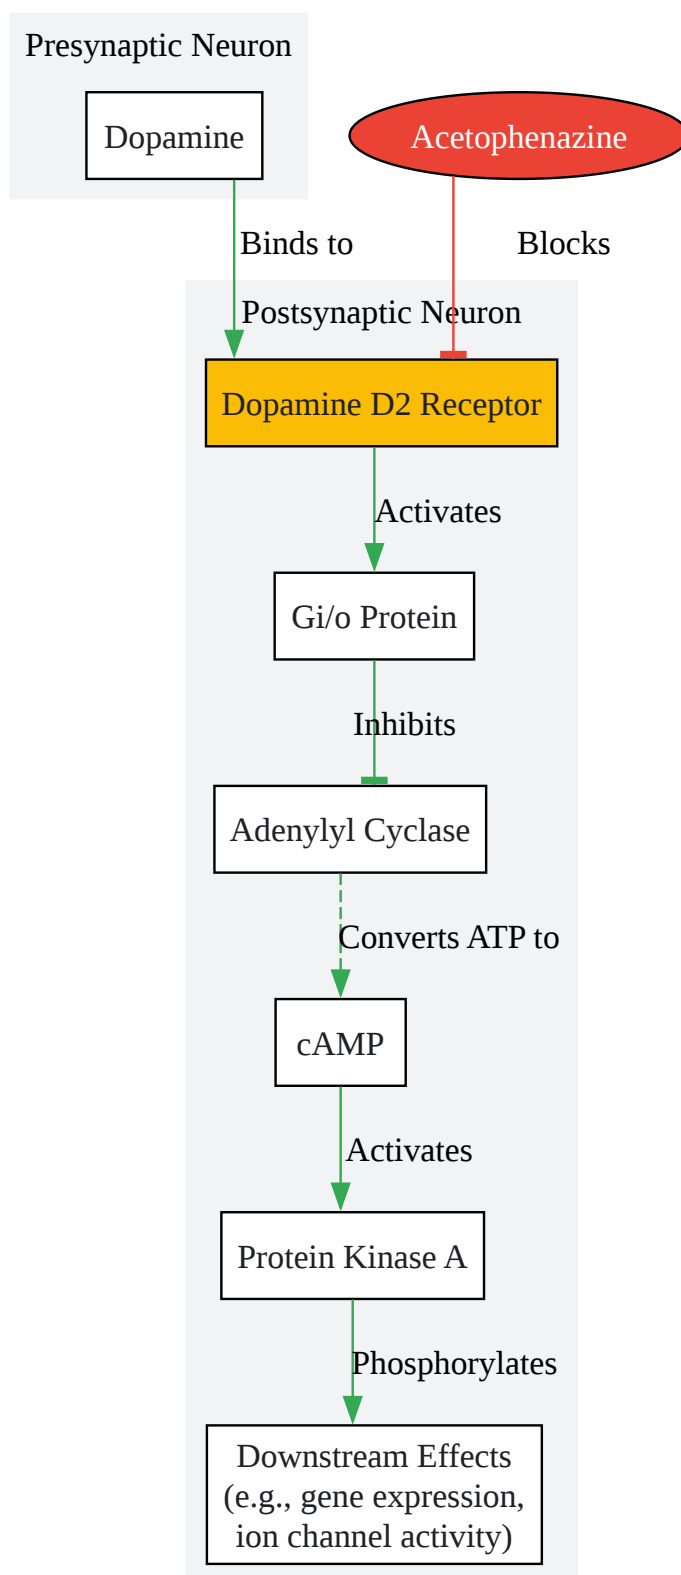 Presynaptic Neuron
Dopamine
Acetophenazine
Binds to
Blocks
Postsynaptic Neuron
Dopamine D2 Receptor
Activates
Gi/o Protein
Inhibits
Adenylyl Cyclase
Converts ATP to
cAMP
Activates
Protein Kinase A
Phosphorylates
Downstream Effects
(e.g., gene expression,
ion channel activity)